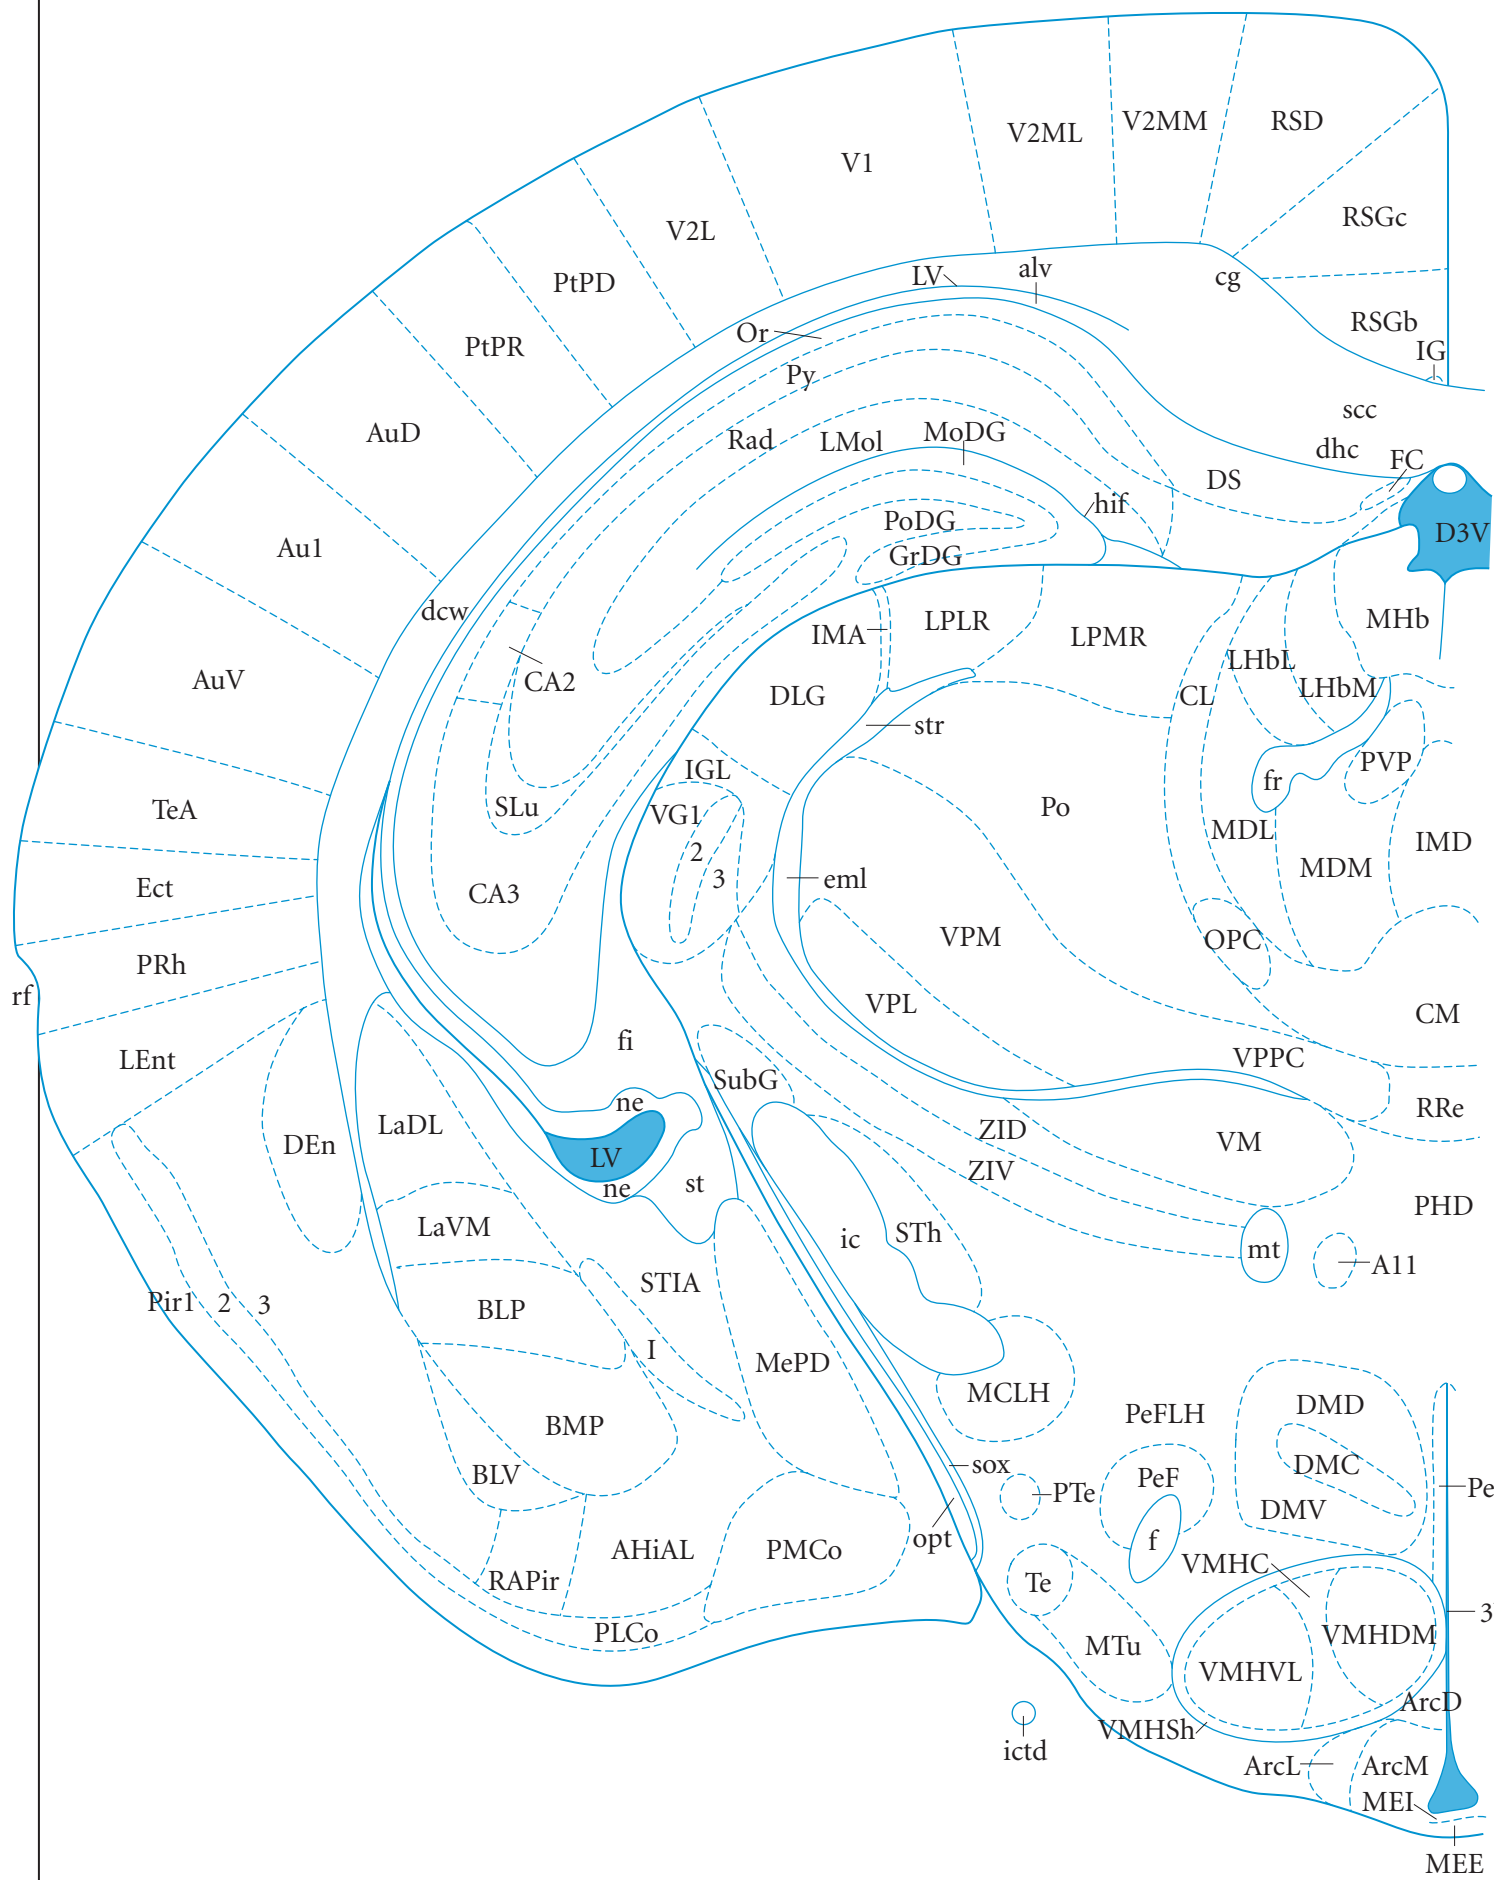 V2ML
V2MM
RSD
V1
RSGc
V2L
alv
LV
cg
PtPD
Or
RSGb
PtPR
IG
Py
scc
AuD
MoDG
Rad
LMol
dhc
FC
DS
hif
PoDG
D3V
Au1
GrDG
dcw
LPLR
MHb
IMA
LPMR
LHbL
AuV
CA2
LHbM
DLG
CL
str
PVP
IGL
fr
TeA
SLu
VG1
Po
MDL
IMD
2
MDM
3
eml
Ect
CA3
VPM
OPC
PRh
rf
VPL
CM
fi
LEnt
VPPC
SubG
ne
RRe
LaDL
ZID
VM
DEn
LV
ZIV
st
ne
PHD
LaVM
STh
ic
mt
A11
STIA
Pir1
2
3
BLP
I
MePD
MCLH
DMD
PeFLH
BMP
DMC
sox
BLV
PeF
Pe
PTe
DMV
opt
f
AHiAL
PMCo
VMHC
RAPir
Te
3
PLCo
VMHDM
MTu
VMHVL
ArcD
VMHSh
ictd
ArcL
ArcM
MEI
MEE